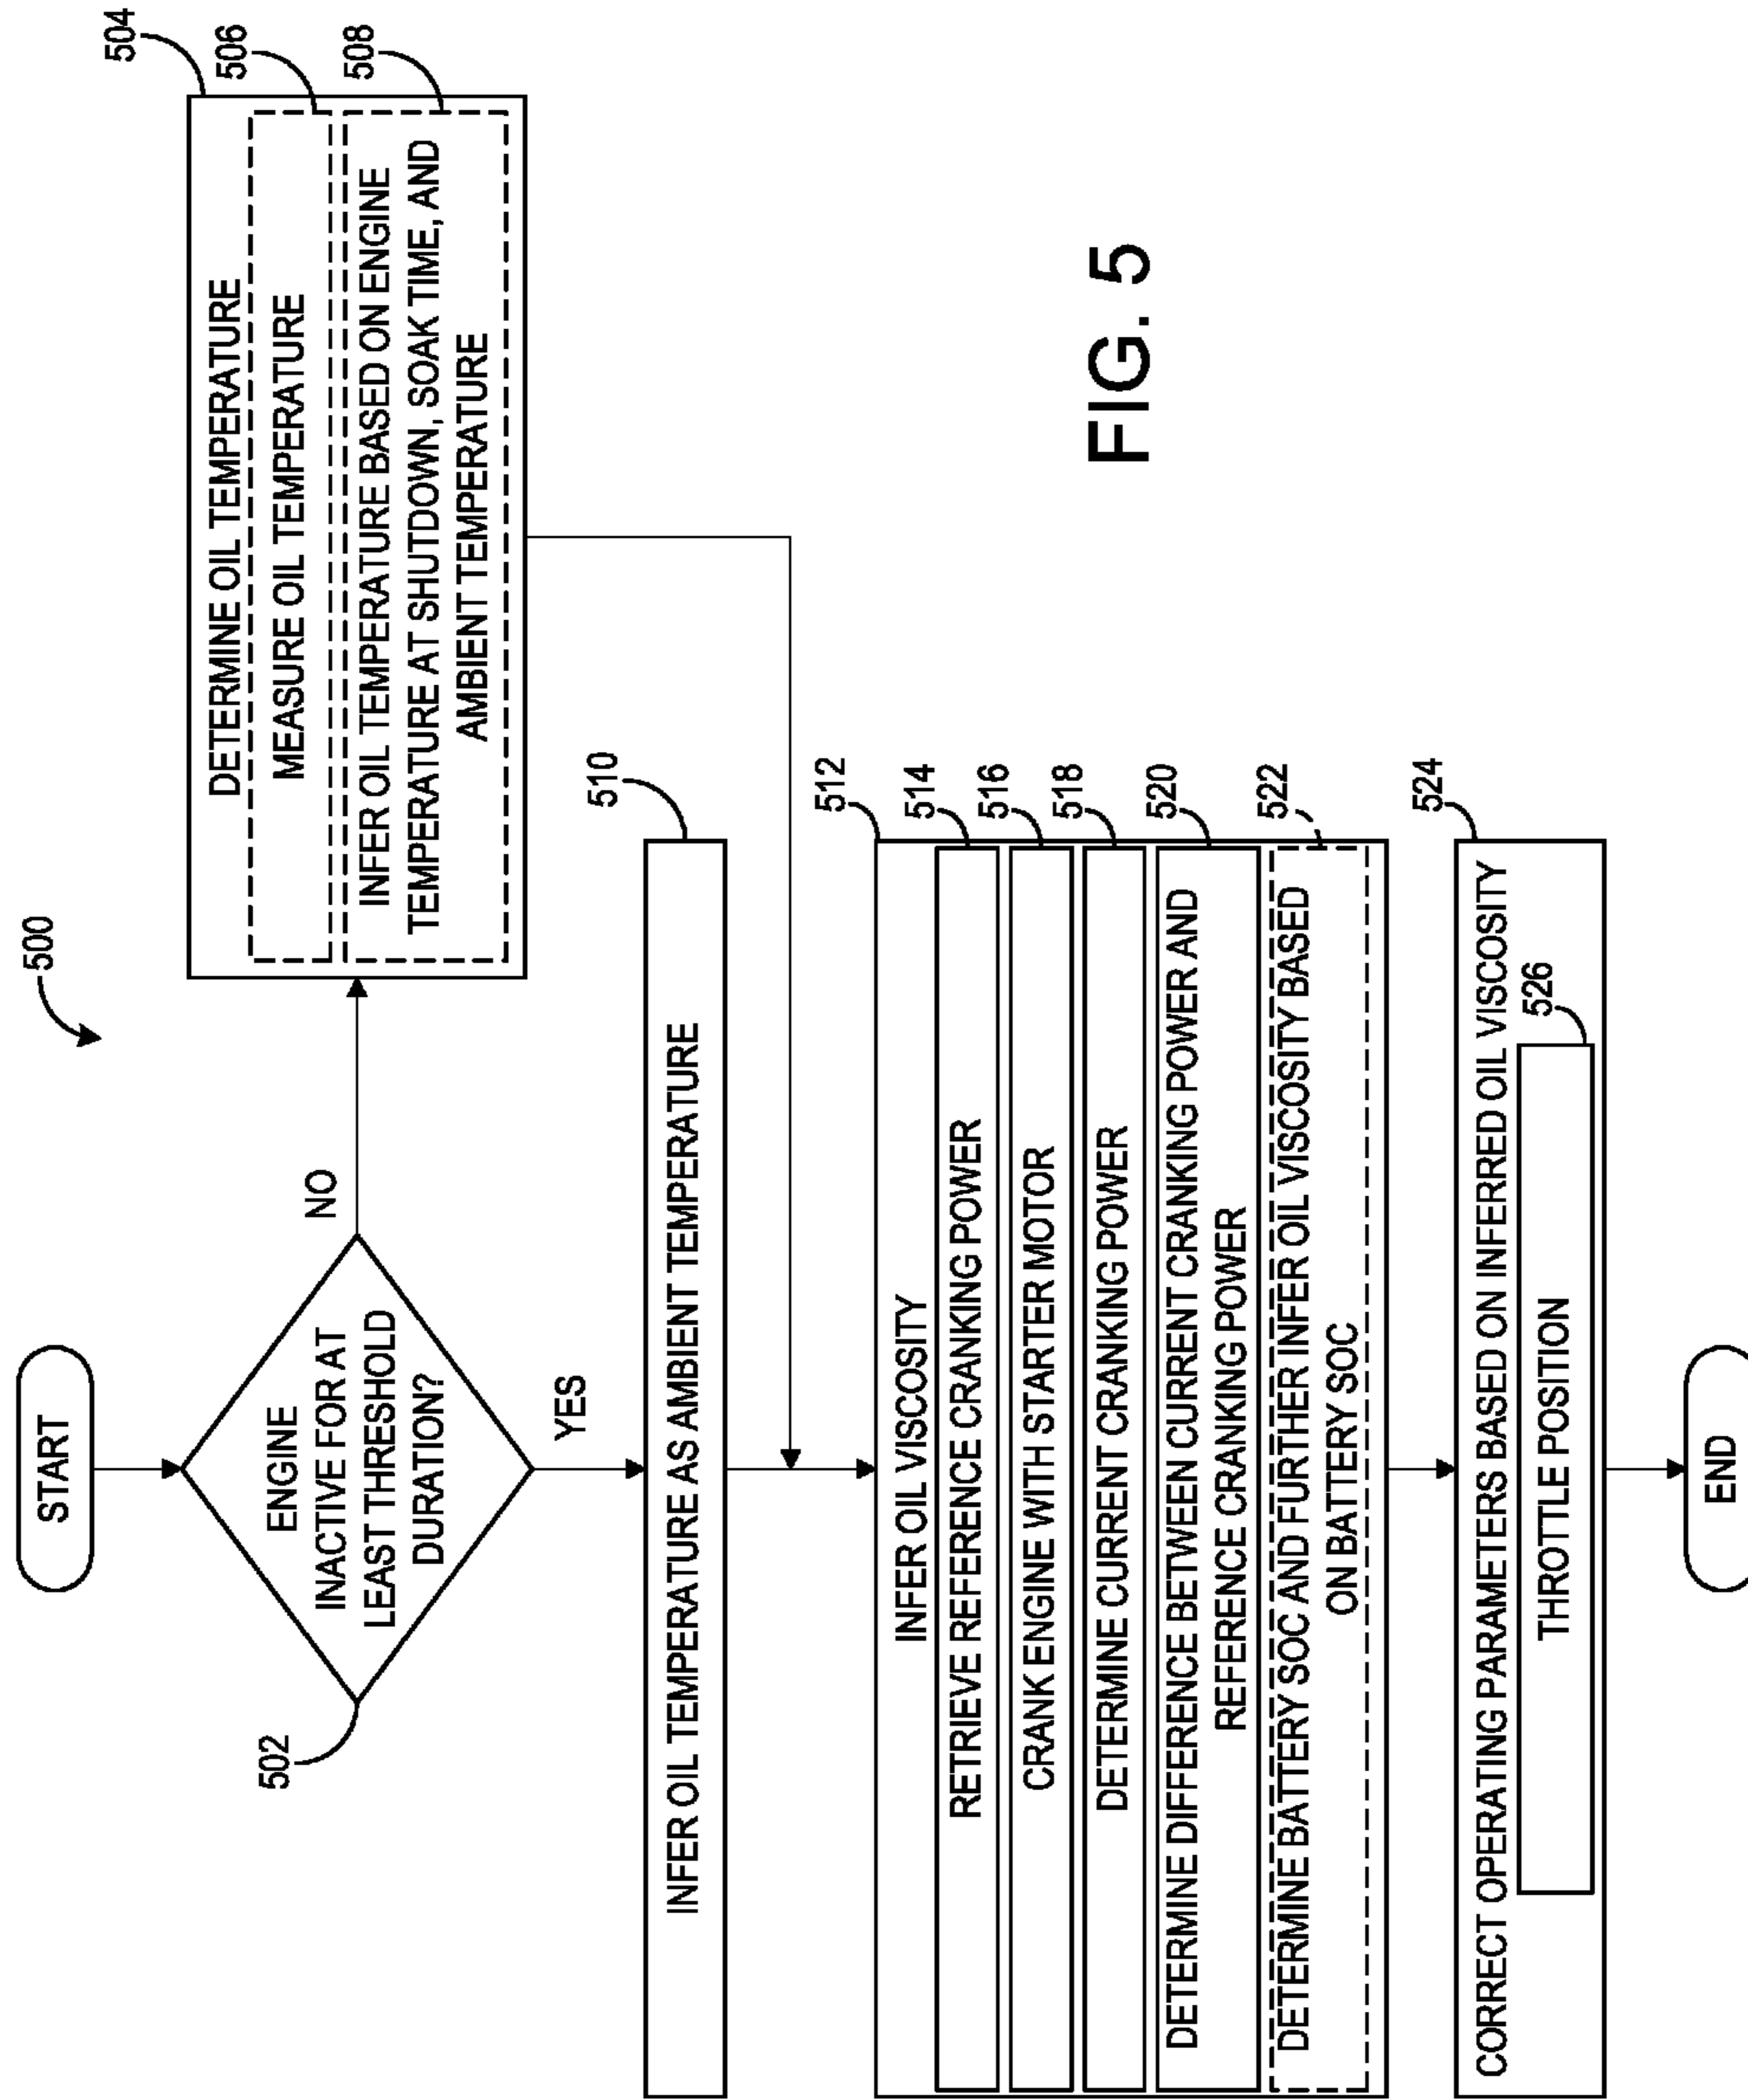 500
START
ENGINE
INACTIVE FOR AT
LEAST THRESHOLD
DURATION?
502
NO
YES
504
DETERMINE OIL TEMPERATURE
506
MEASURE OIL TEMPERATURE
508
INFER OIL TEMPERATURE BASED ON ENGINE
TEMPERATURE AT SHUTDOWN, SOAK TIME, AND
AMBIENT TEMPERATURE
510
INFER OIL TEMPERATURE AS AMBIENT TEMPERATURE
512
INFER OIL VISCOSITY
514
RETRIEVE REFERENCE CRANKING POWER
516
CRANK ENGINE WITH STARTER MOTOR
518
DETERMINE CURRENT CRANKING POWER
520
DETERMINE DIFFERENCE BETWEEN CURRENT CRANKING POWER AND
REFERENCE CRANKING POWER
522
DETERMINE BATTERY SOC AND FURTHER INFER OIL VISCOSITY BASED
ON BATTERY SOC
524
CORRECT OPERATING PARAMETERS BASED ON INFERRED OIL VISCOSITY
526
THROTTLE POSITION
END
FIG. 5